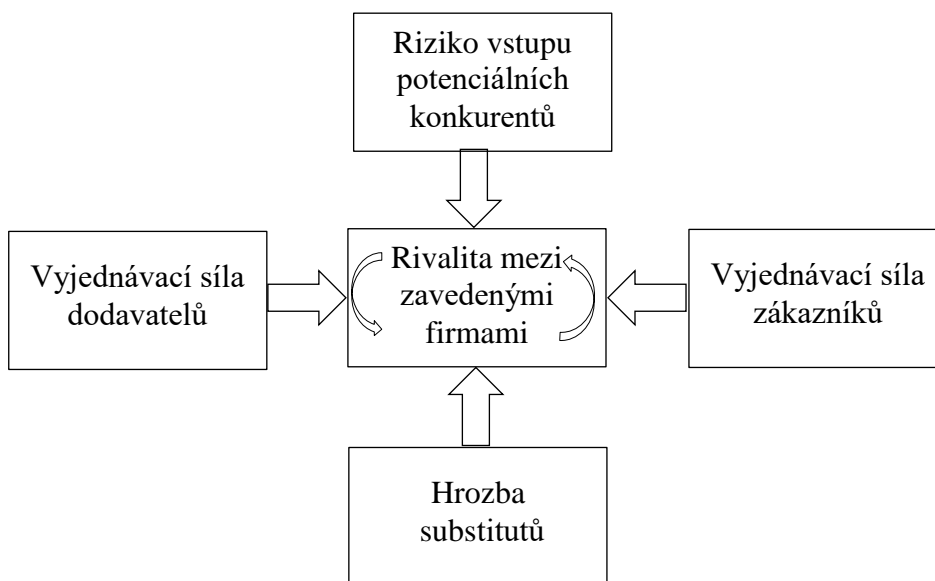 Riziko vstupu
potenciálních
konkurentů
Vyjednávací síla
dodavatelů
Rivalita mezi
zavedenými
firmami
Vyjednávací síla
zákazníků
Hrozba
substitutů